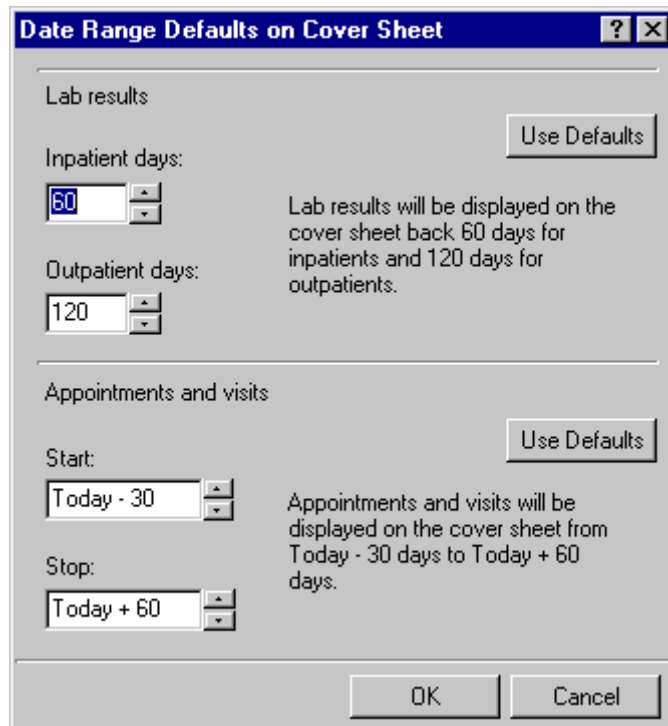 Date Range Defaults on Cover Sheet
Lab results
Use Defaults
Inpatient days:
60
Lab results will be displayed on the
cover sheet back 60 days for
inpatients and 120 days for
outpatients.
Outpatient days:
120
Appointments and visits
Use Defaults
Start:
Today - 30
Appointments and visits will be
displayed on the cover sheet from
Today - 30 days to Today + 60
days.
Stop:
Today + 60
OK
Cancel